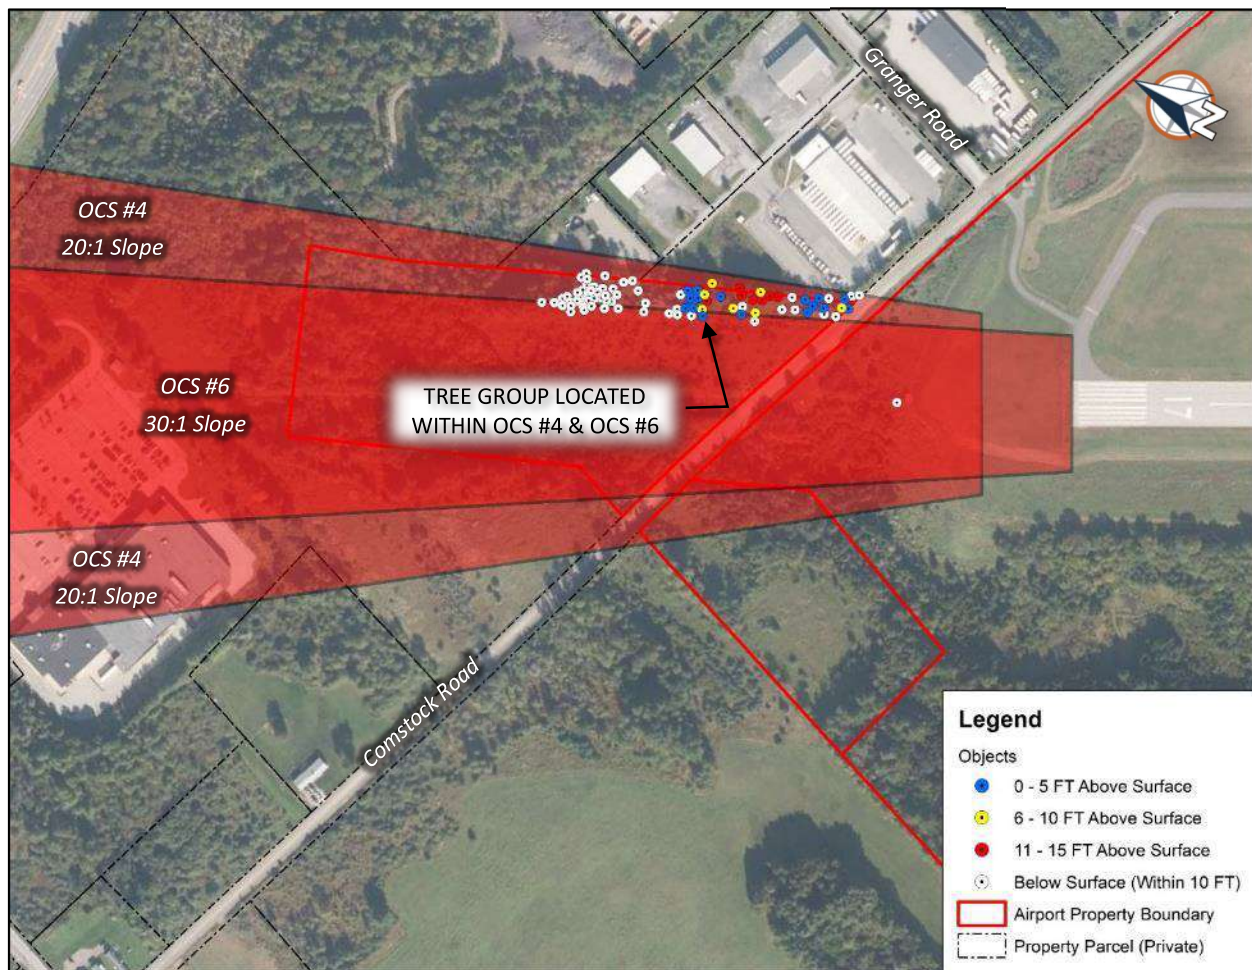 Granger Road
OCS #4
20:1 Slope
OCS #6
30:1 Slope
TREE GROUP LOCATED
WITHIN OCS #4 & OCS #6
17
OCS #4
20:1 Slope
Comstock Road
Legend
Objects
0 - 5 FT Above Surface
6 - 10 FT Above Surface
11 - 15 FT Above Surface
Below Surface (Within 10 FT)
Airport Property Boundary
Property Parcel (Private)